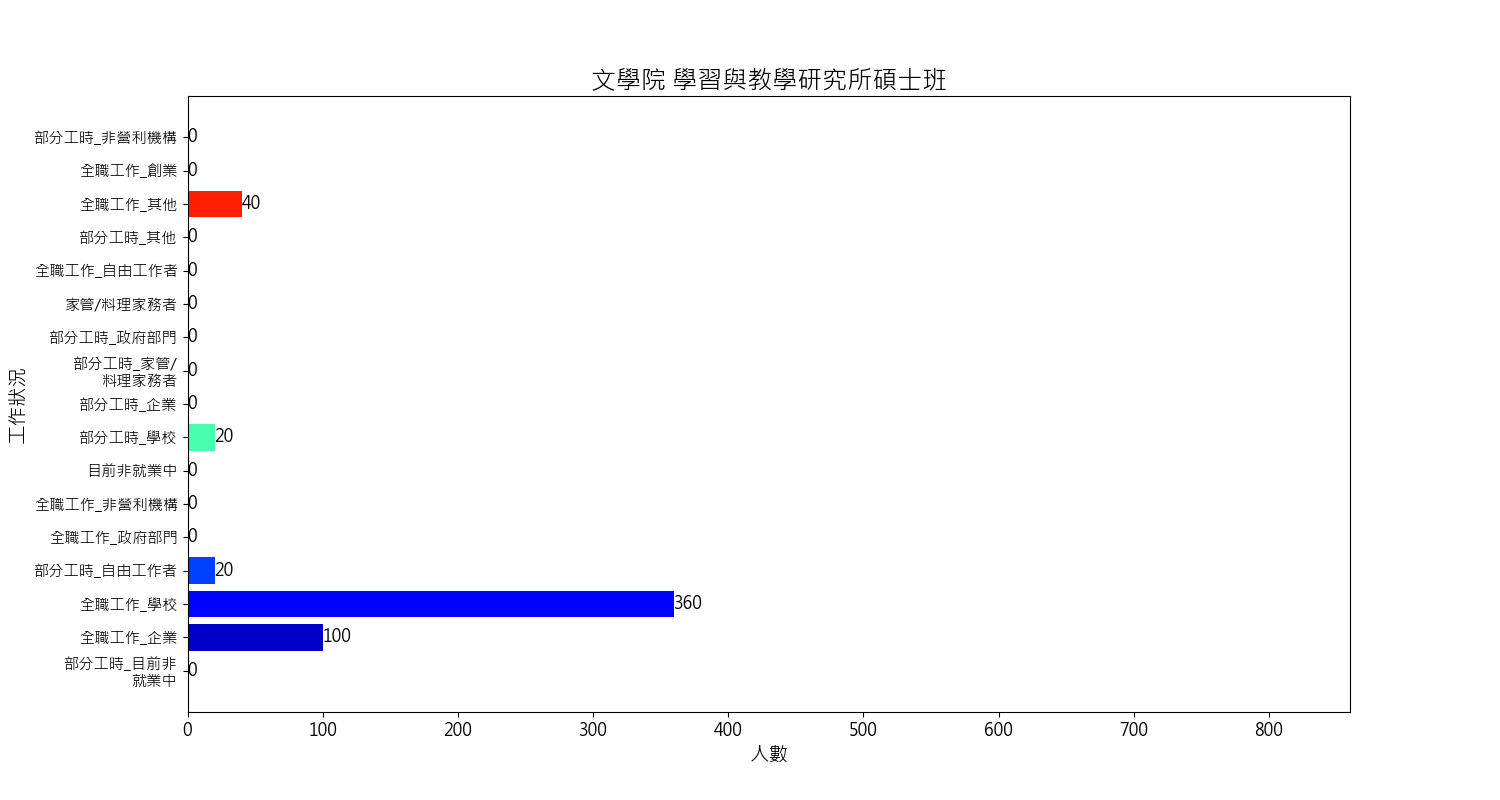 文學院 學習與教學研究所碩士班
工作狀況
部分工時_非營利機構 0
全職工作_創業 0
全職工作_其他 40
部分工時_其他 0
全職工作_自由工作者 0
家管/料理家務者 0
部分工時_政府部門 0
部分工時_家管/
料理家務者 0
部分工時_企業 0
部分工時_學校 20
目前非就業中 0
全職工作_非營利機構 0
全職工作_政府部門 0
部分工時_自由工作者 20
全職工作_學校 360
全職工作_企業 100
部分工時_目前非
就業中 0
0 100 200 300 400 500 600 700 800
人數